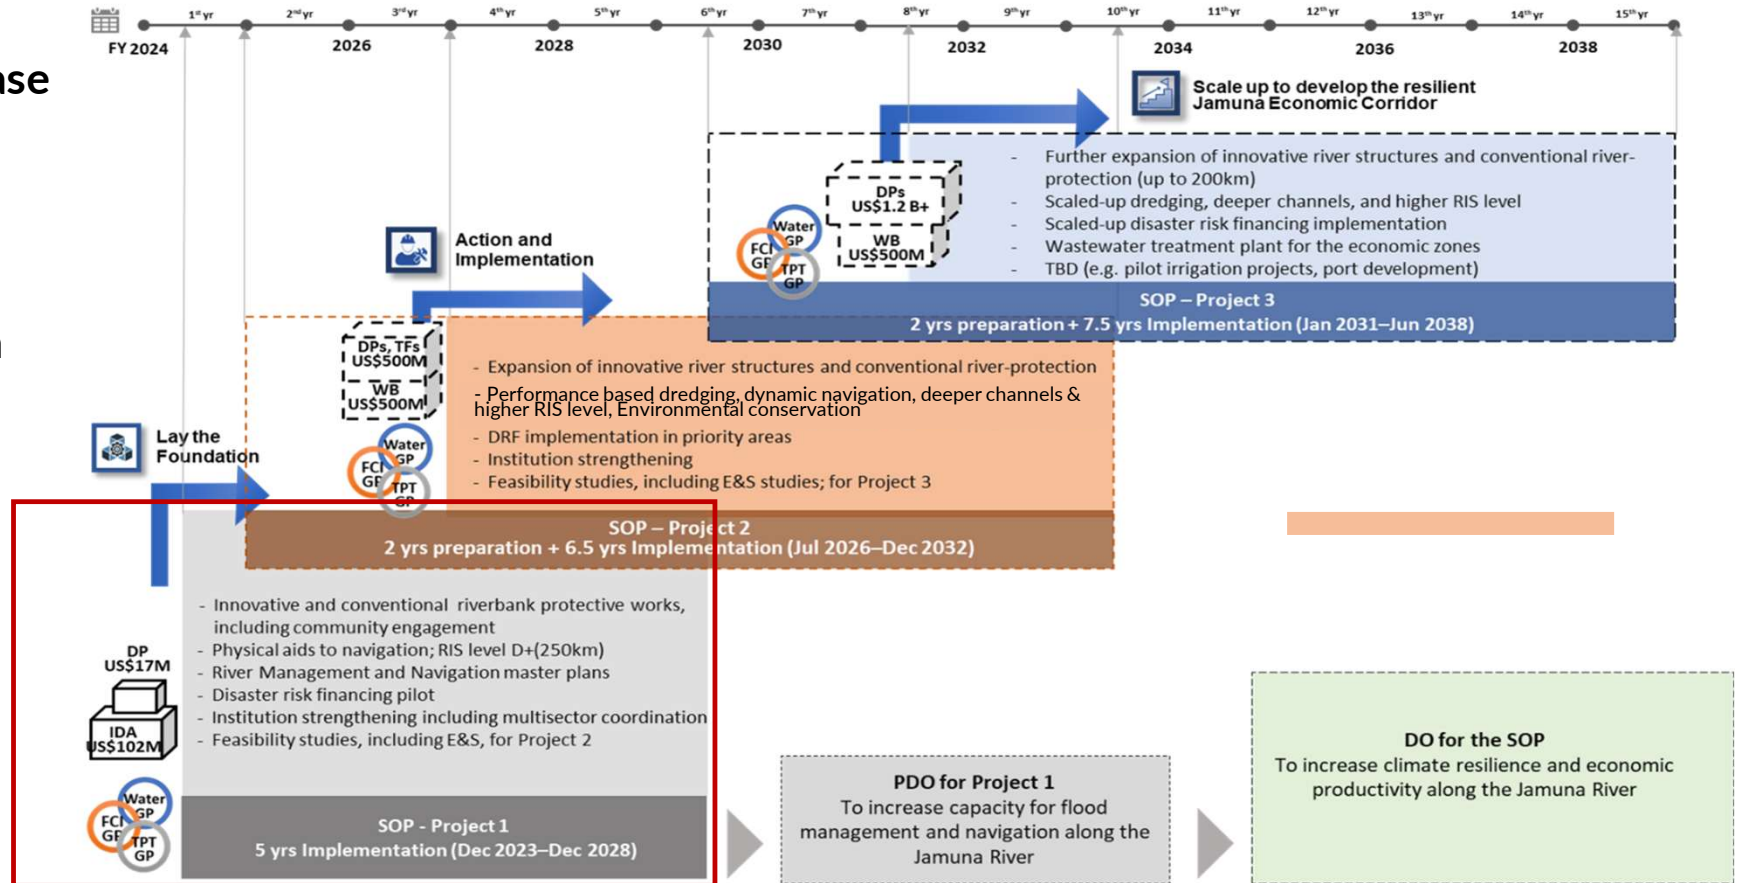 1st yr 2nd yr 3rd yr 4th yr 5th yr 6th yr 7th yr 8th yr 9th yr 10th yr 11th yr 12th yr 13th yr 14th yr 15th yr
FY 2024 2026 2028 2030 2032 2034 2036 2038
Scale up to develop the resilient
Jamuna Economic Corridor
- Further expansion of innovative river structures and conventional river-
protection (up to 200km)
- Scaled-up dredging, deeper channels, and higher RIS level
- Scaled-up disaster risk financing implementation
- Wastewater treatment plant for the economic zones
- TBD (e.g. pilot irrigation projects, port development)
DPs
US$1.2 B+
WB
US$500M
Water
GP
FCI
GP
TPT
GP
SOP – Project 3
2 yrs preparation + 7.5 yrs Implementation (Jan 2031–Jun 2038)
Action and
Implementation
DPs, TFs
US$500M
WB
US$500M
Water
GP
FCI
GP
TPT
GP
- Expansion of innovative river structures and conventional river-protection
- Performance based dredging, dynamic navigation, deeper channels &
higher RIS level, Environmental conservation
- DRF implementation in priority areas
- Institution strengthening
- Feasibility studies, including E&S studies; for Project 3
SOP – Project 2
2 yrs preparation + 6.5 yrs Implementation (Jul 2026–Dec 2032)
Lay the
Foundation
- Innovative and conventional riverbank protective works,
including community engagement
- Physical aids to navigation; RIS level D+(250km)
- River Management and Navigation master plans
- Disaster risk financing pilot
- Institution strengthening including multisector coordination
- Feasibility studies, including E&S, for Project 2
DP
US$17M
IDA
US$102M
Water
GP
FCI
GP
TPT
GP
SOP - Project 1
5 yrs Implementation (Dec 2023–Dec 2028)
PDO for Project 1
To increase capacity for flood
management and navigation along the
Jamuna River
DO for the SOP
To increase climate resilience and economic
productivity along the Jamuna River